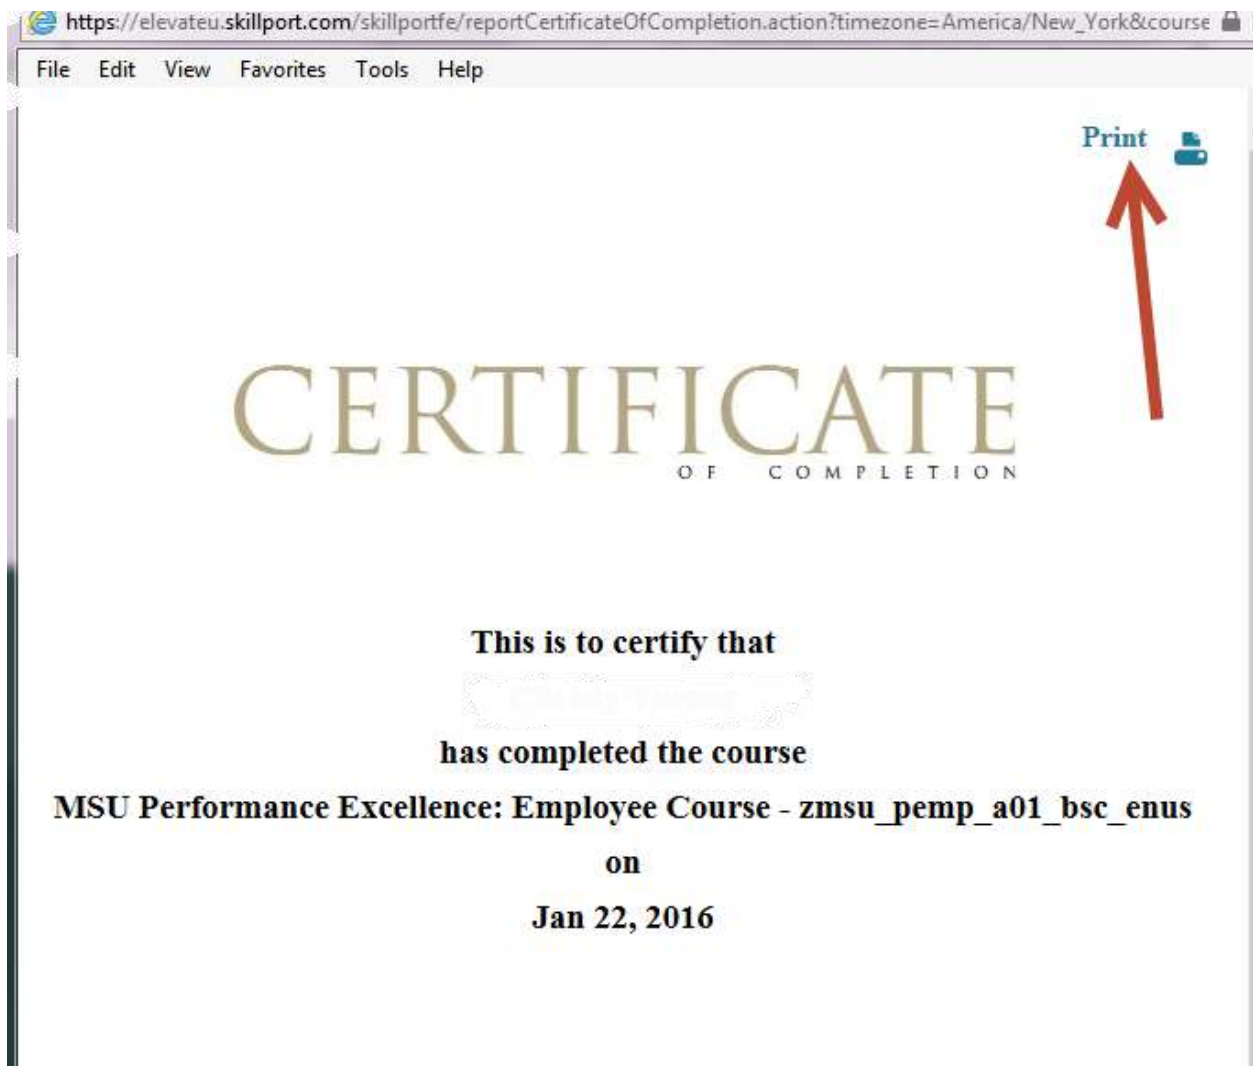 https://elevateu.skillport.com/skillportfe/reportCertificateOfCompletion.action?timezone=America/New_York&course
File Edit View Favorites Tools Help
Print
CERTIFICATE
OF COMPLETION
This is to certify that
has completed the course
MSU Performance Excellence: Employee Course - zmsu_pemp_a01_bsc_enus
on
Jan 22, 2016